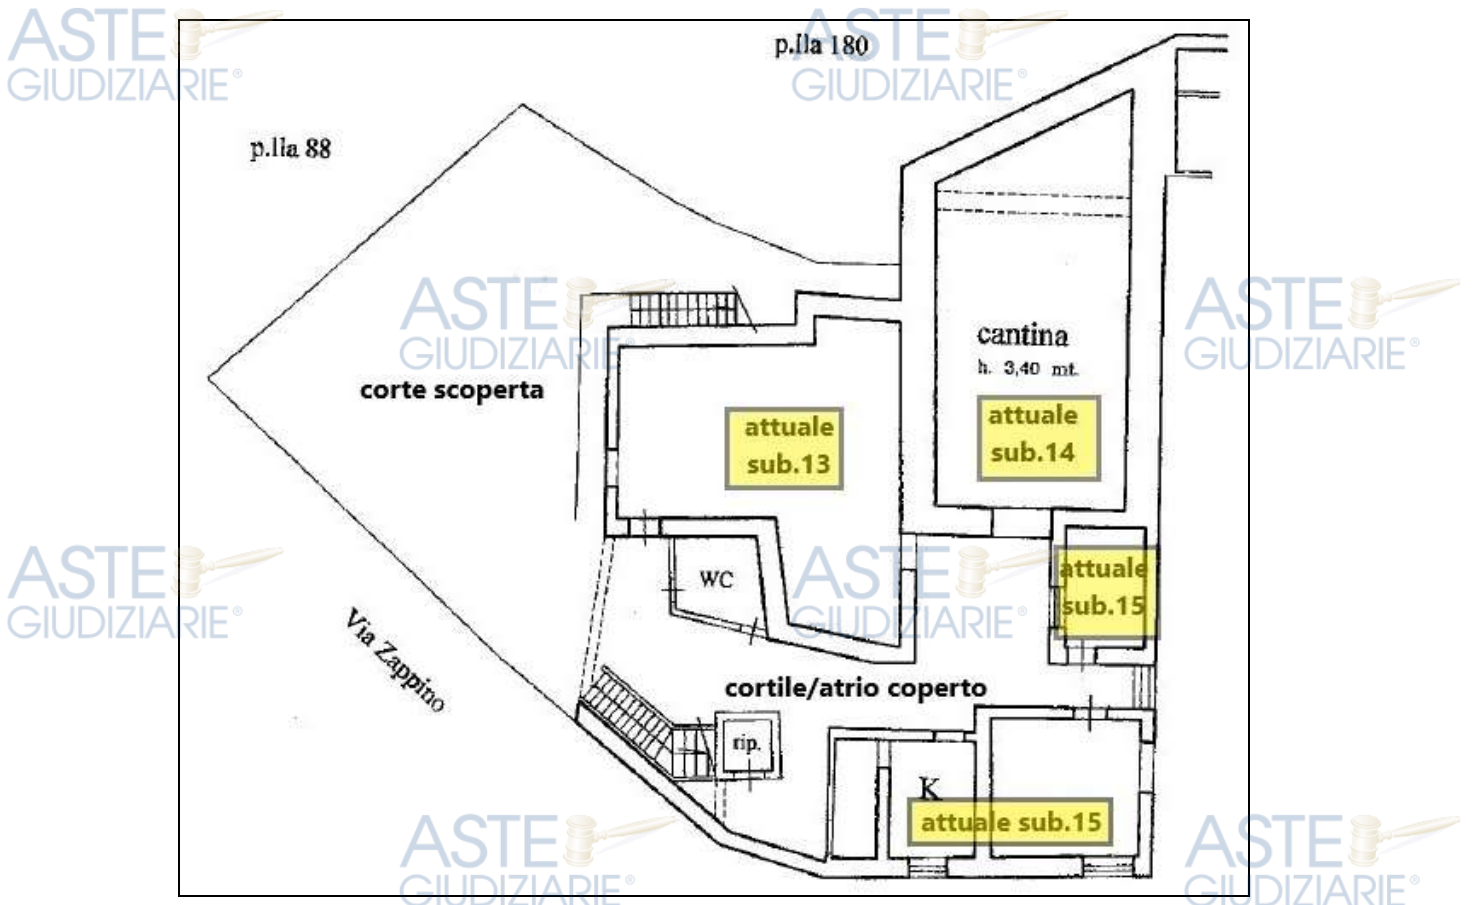 ASTE
GIUDIZIARIE®
ASTE
GIUDIZIARIE®
p.lla 180
p.lla 88
ASTE
GIUDIZIARIE®
ASTE
GIUDIZIARIE®
cantina
h. 3,40 mt.
corte scoperta
attuale
sub.13
attuale
sub.14
ASTE
GIUDIZIARIE®
ASTE
GIUDIZIARIE®
WC
attuale
sub.15
Via Zappino
cortile/atrio coperto
rip.
K
attuale sub.15
ASTE
GIUDIZIARIE®
ASTE
GIUDIZIARIE®